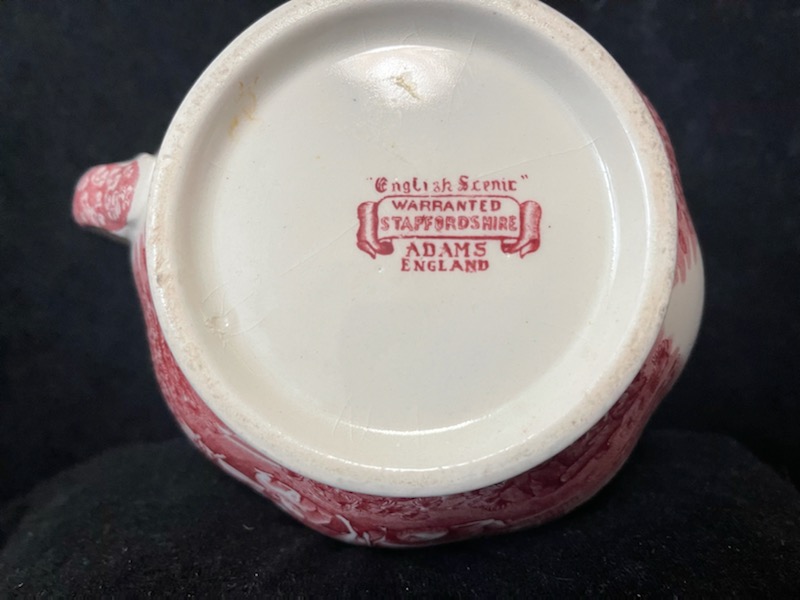 "English Scenic"
WARRANTED
STAFFORDSHIRE
ADAMS
ENGLAND